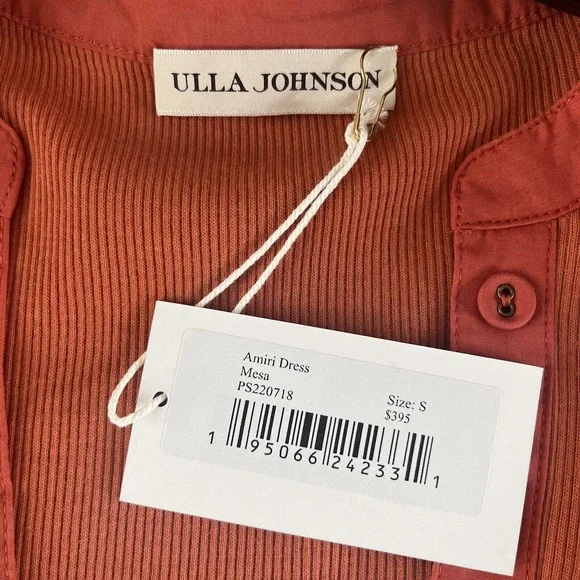 ULLA JOHNSON
Amiri Dress
Mesa
PS220718
Size: S
$395
1 95066 24233 1